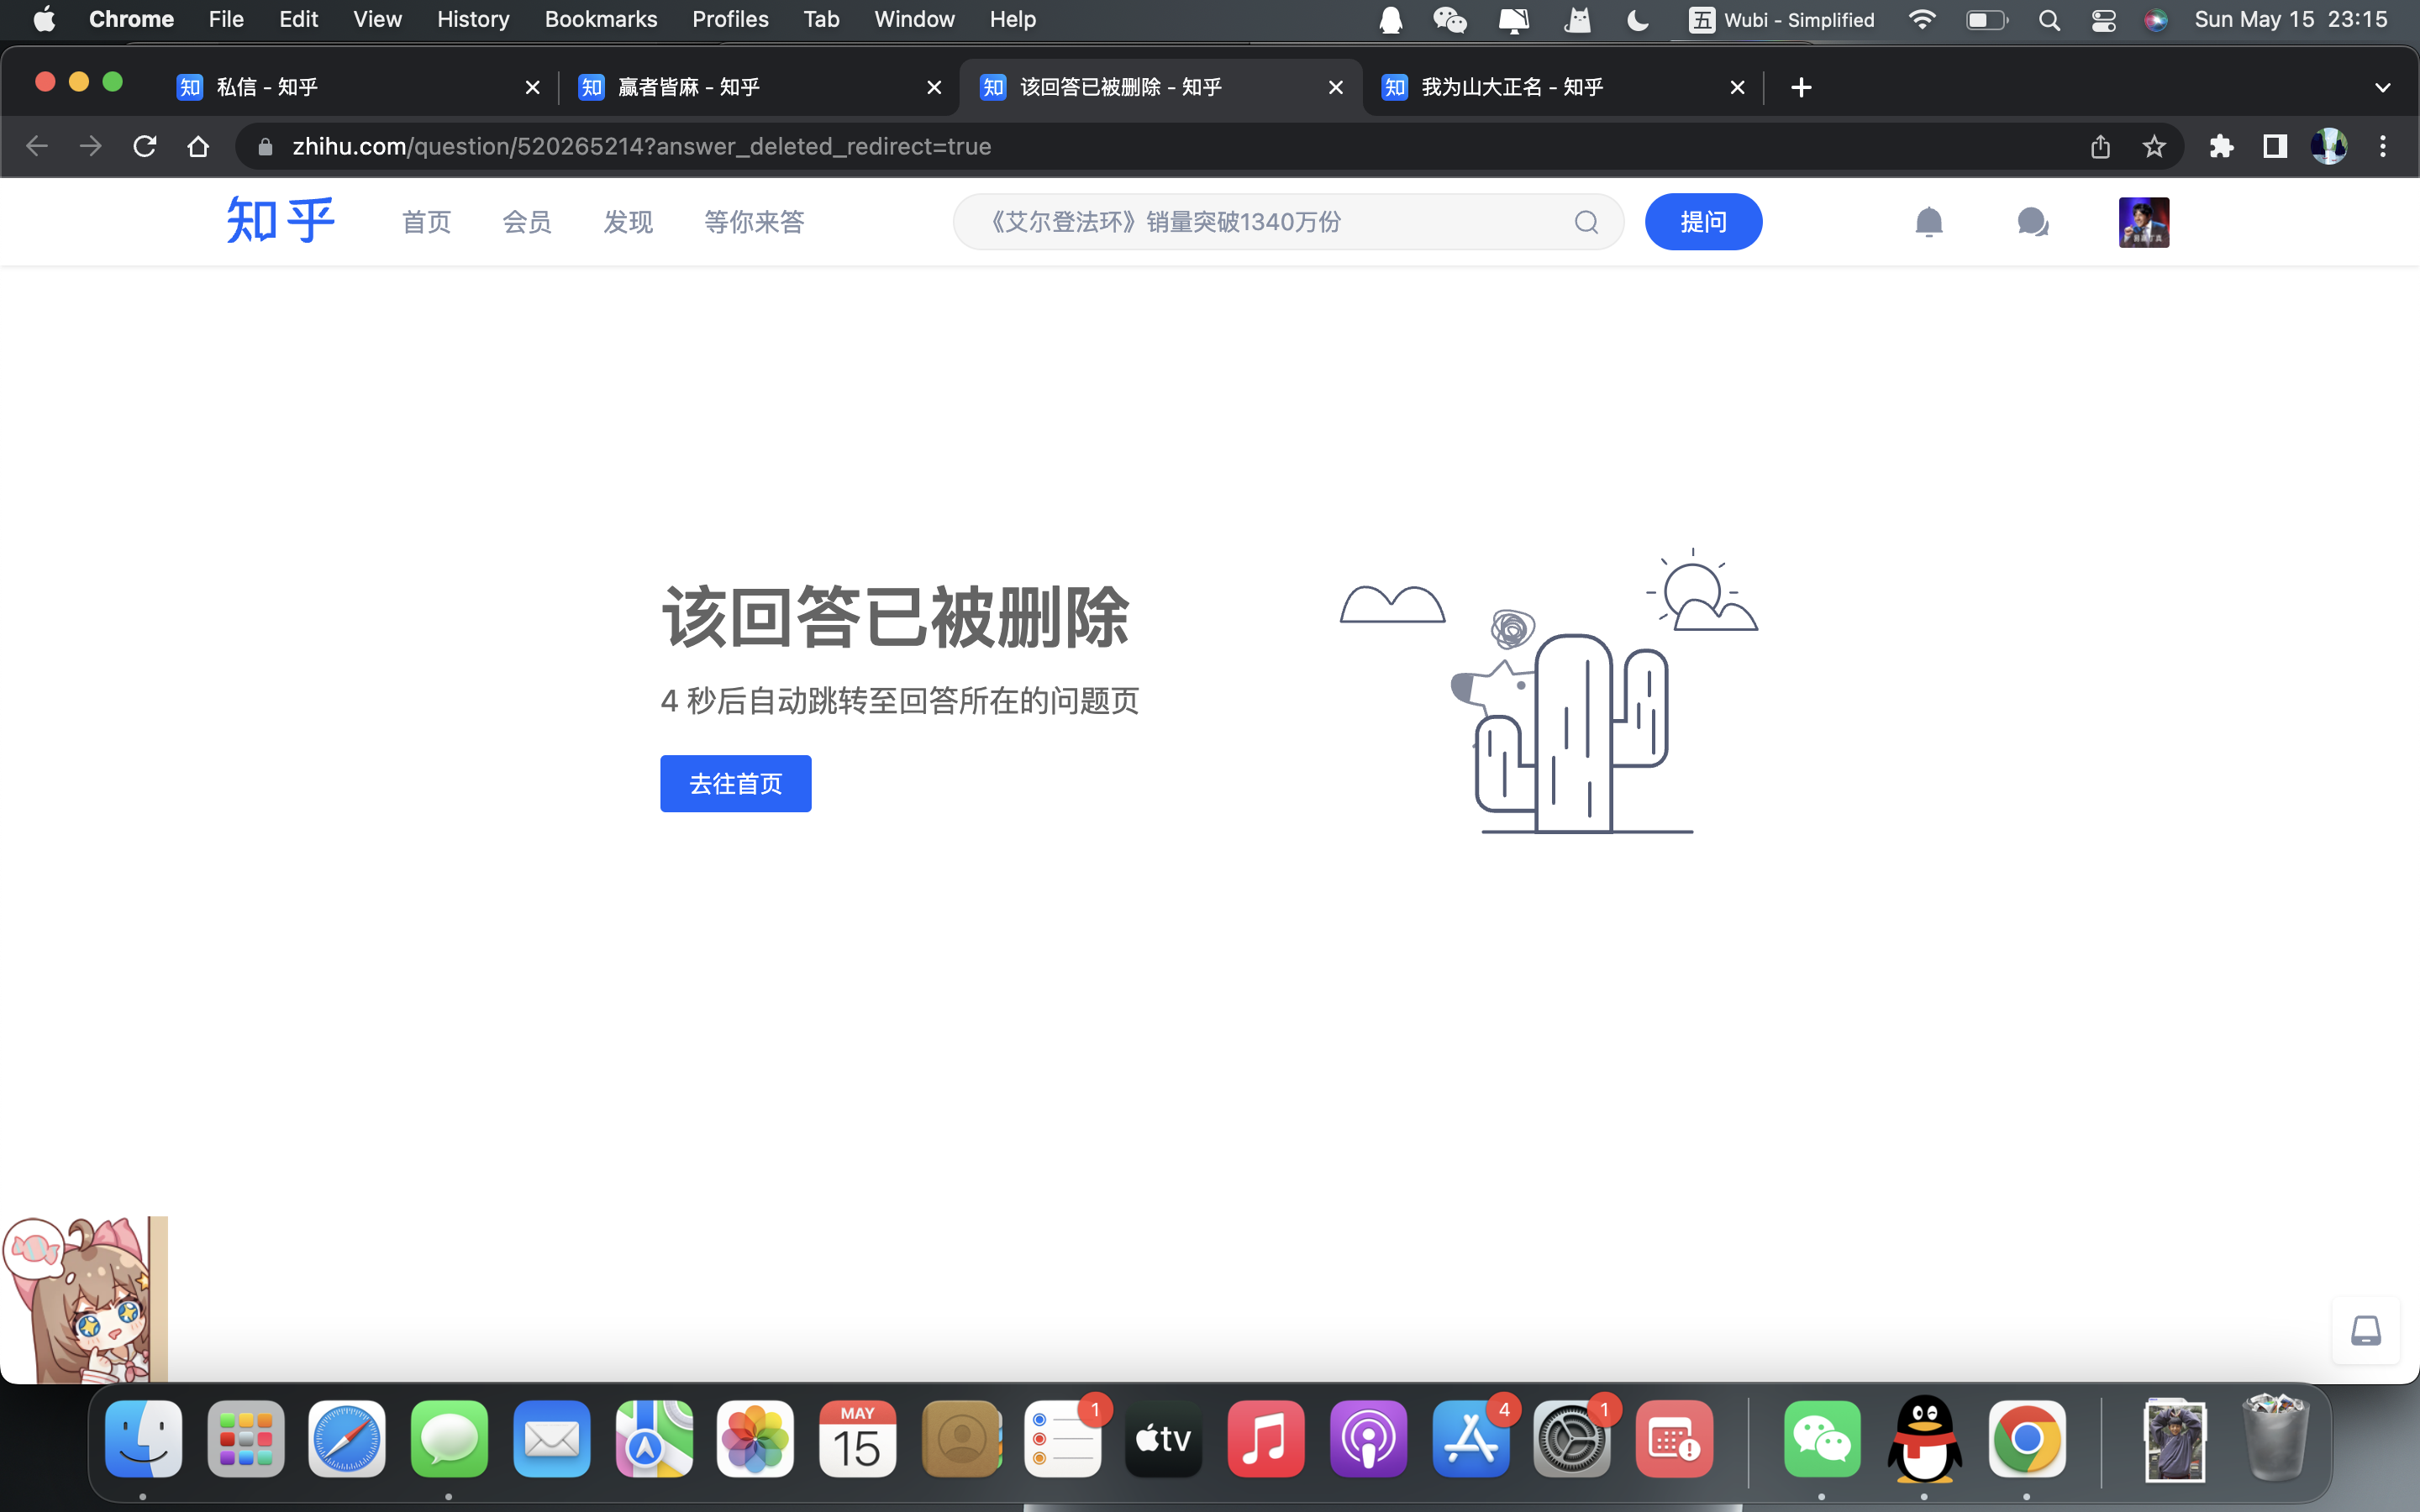 Chrome File Edit View History Bookmarks Profiles Tab Window Help 五 Wubi - Simplified Sun May 15 23:15
知 私信 - 知乎 知 赢者皆麻 - 知乎 知 该回答已被删除 - 知乎 知 我为山大正名 - 知乎
zhihu.com/question/520265214?answer_deleted_redirect=true
知乎 首页 会员 发现 等你来答 《艾尔登法环》销量突破1340万份 提问
该回答已被删除
4 秒后自动跳转至回答所在的问题页
去往首页
MAY
15
1
tv
4
1